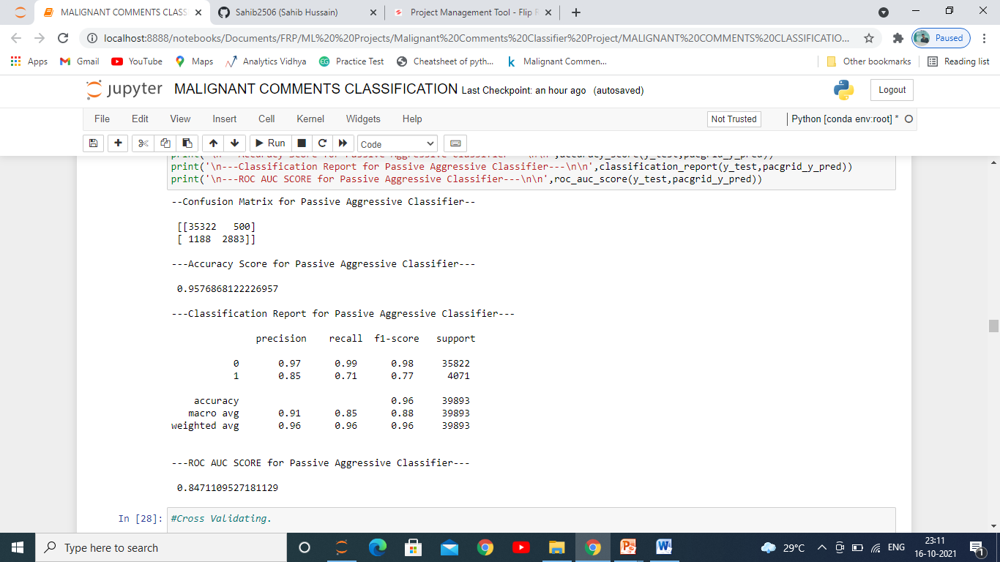 MALIGNANT COMMENTS CLASS
Sahib2506 (Sahib Hussain)
Project Management Tool - Flip R
localhost:8888/notebooks/Documents/FRP/ML%20%20Projects/Malignant%20Comments%20Classifier%20Project/MALIGNANT%20COMMENTS%20CLASSIFICATIO...
Paused
Apps
Gmail
YouTube
Maps
Analytics Vidhya
Practice Test
Cheatsheet of pyth...
Malignant Commen...
Other bookmarks
Reading list
jupyter MALIGNANT COMMENTS CLASSIFICATION Last Checkpoint: an hour ago (autosaved)
Logout
File Edit View Insert Cell Kernel Widgets Help
Not Trusted
Python [conda env:root] *
Run
Code
print('\n---Accuracy Score for Passive Aggressive Classifier---\n\n',accuracy_score(y_test,pacgrid_y_pred))
print('\n---Classification Report for Passive Aggressive Classifier---\n\n',classification_report(y_test,pacgrid_y_pred))
print('\n---ROC AUC SCORE for Passive Aggressive Classifier---\n\n',roc_auc_score(y_test,pacgrid_y_pred))
--Confusion Matrix for Passive Aggressive Classifier--
[[35322 500]
[ 1188 2883]]
---Accuracy Score for Passive Aggressive Classifier---
0.9576868122226957
---Classification Report for Passive Aggressive Classifier---
precision recall f1-score support
0 0.97 0.99 0.98 35822
1 0.85 0.71 0.77 4071
accuracy 0.96 39893
macro avg 0.91 0.85 0.88 39893
weighted avg 0.96 0.96 0.96 39893
---ROC AUC SCORE for Passive Aggressive Classifier---
0.8471109527181129
In [28]: #Cross Validating.
Type here to search
29°C
ENG
23:11
16-10-2021
1